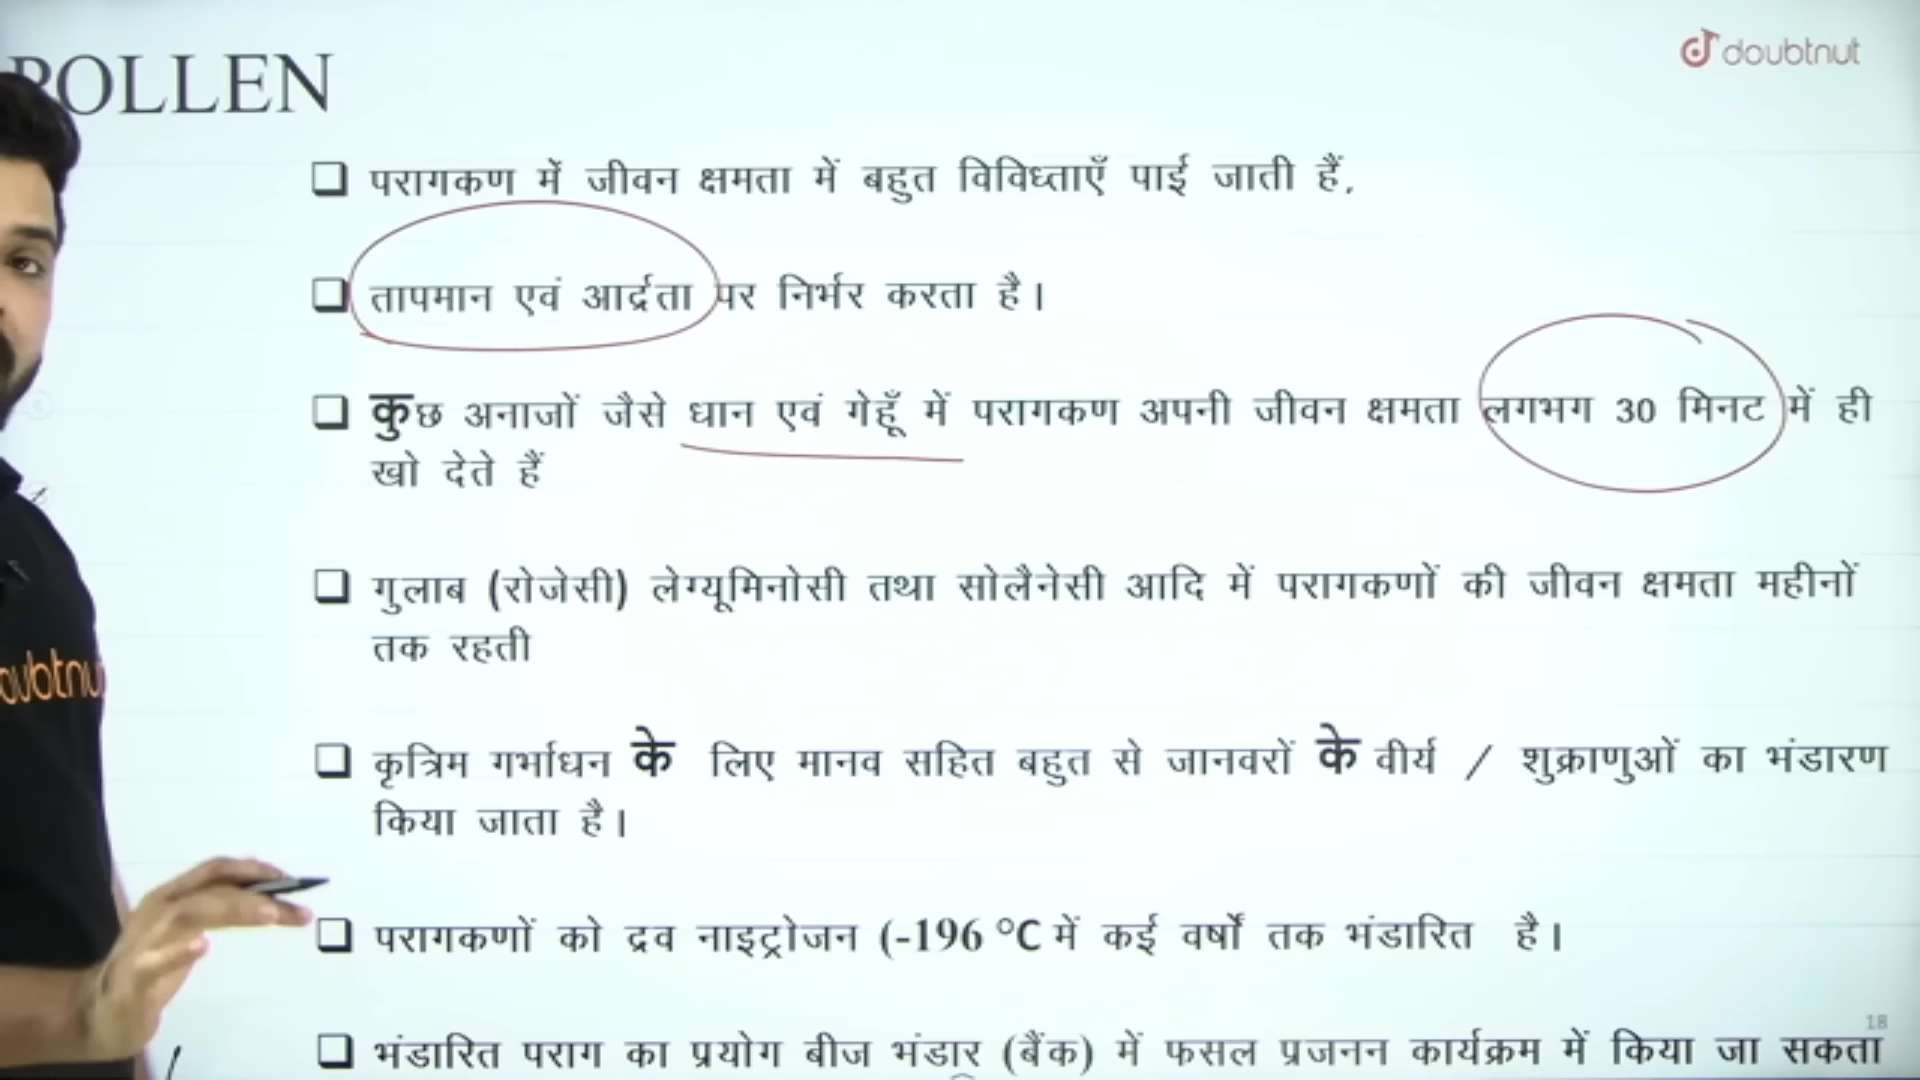 POLLEN
doubtnut
❑ परागकण में जीवन क्षमता में बहुत विविध्ताएँ पाई जाती हैं.
❑ तापमान एवं आर्द्रता पर निर्भर करता है।
❑ कुछ अनाजों जैसे धान एवं गेहूँ में परागकण अपनी जीवन क्षमता लगभग 30 मिनट में ही
खो देते हैं
❑ गुलाब (रोजेसी) लेग्यूमिनोसी तथा सोलैनेसी आदि में परागकणों की जीवन क्षमता महीनों
तक रहती
oubtnu
❑ कृत्रिम गर्भाधन के लिए मानव सहित बहुत से जानवरों के वीर्य / शुक्राणुओं का भंडारण
किया जाता है।
❑ परागकणों को द्रव नाइट्रोजन (-196 °C में कई वर्षों तक भंडारित है।
18
❑ भंडारित पराग का प्रयोग बीज भंडार (बैंक) में फसल प्रजनन कार्यक्रम में किया जा सकता